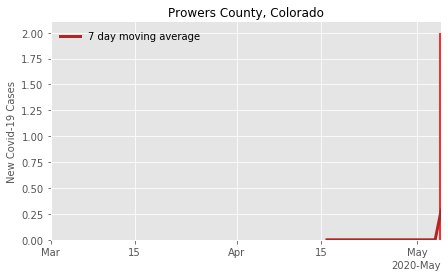 Prowers County, Colorado
7 day moving average
New Covid-19 Cases
2.00
1.75
1.50
1.25
1.00
0.75
0.50
0.25
0.00
Mar 15 Apr 15 May
2020-May